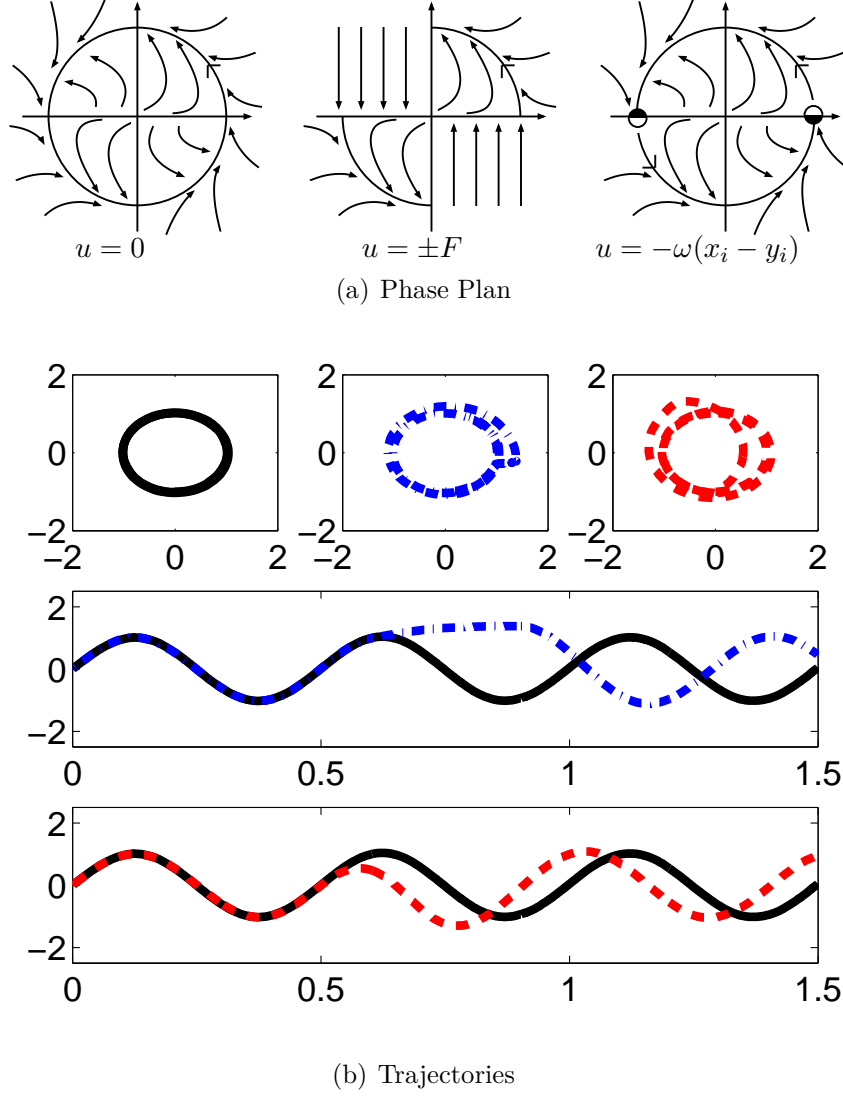 u = 0
u = ±F
u = −ω(x_i − y_i)
(a) Phase Plan
2 2 2
0 0 0
−2 −2 −2
−2 0 2 −2 0 2 −2 0 2
2
0
−2
0 0.5 1 1.5
2
0
−2
0 0.5 1 1.5
(b) Trajectories